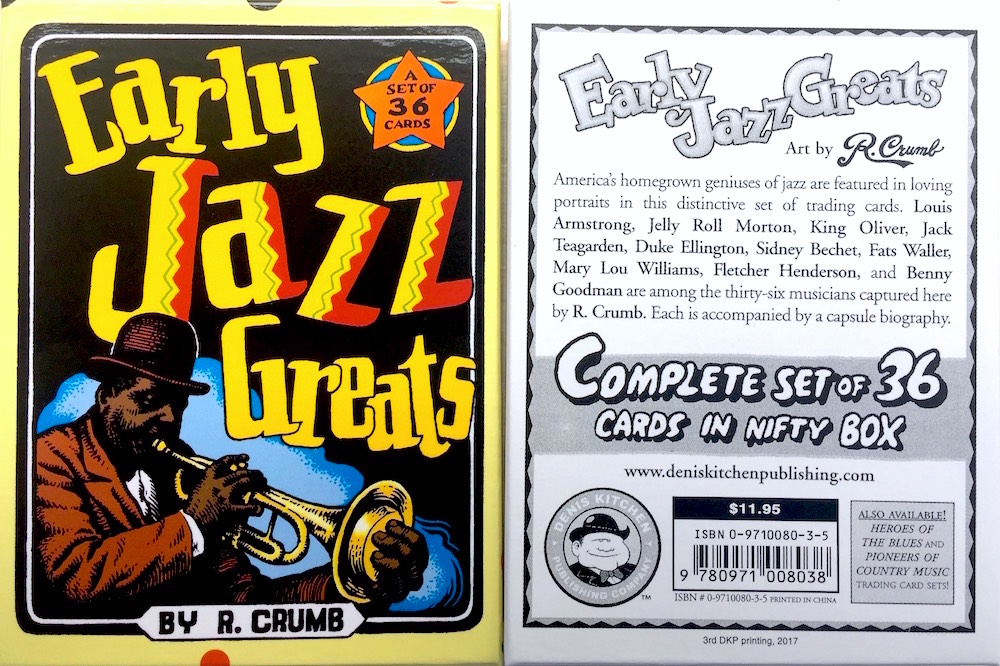 Early
A
SET OF
36
CARDS
Jazz
Greats
BY R. CRUMB
Early
Jazz Greats
Art by R. Crumb
America's homegrown geniuses of jazz are featured in loving
portraits in this distinctive set of trading cards. Louis
Armstrong, Jelly Roll Morton, King Oliver, Jack
Teagarden, Duke Ellington, Sidney Bechet, Fats Waller,
Mary Lou Williams, Fletcher Henderson, and Benny
Goodman are among the thirty-six musicians captured here
by R. Crumb. Each is accompanied by a capsule biography.
COMPLETE SET OF 36
CARDS IN NIFTY BOX
www.deniskitchenpublishing.com
DENIS KITCHEN
PUBLISHING COMPANY
TM
$11.95
ISBN 0-9710080-3-5
9 780971 008038
ISBN # 0-9710080-3-5 PRINTED IN CHINA
ALSO AVAILABLE!
HEROES OF
THE BLUES AND
PIONEERS OF
COUNTRY MUSIC
TRADING CARD SETS!
3rd DKP printing, 2017